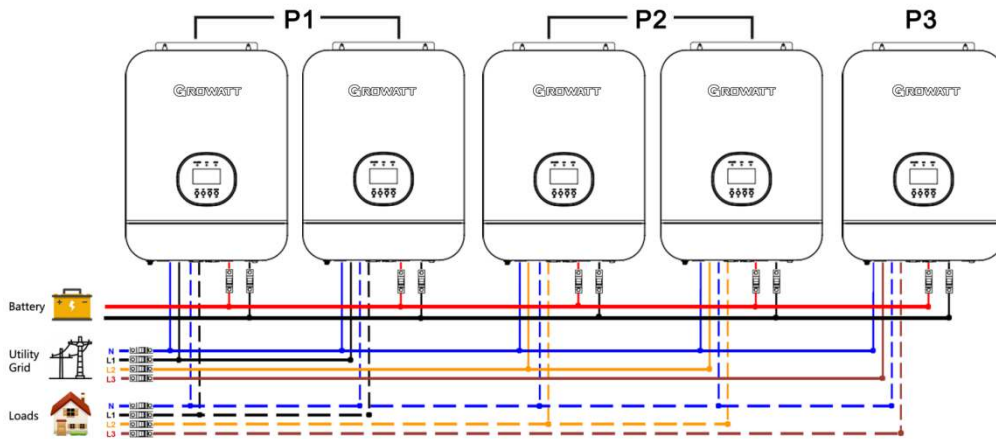 P1 P2 P3
GROWATT GROWATT GROWATT GROWATT GROWATT
Battery
Utility
Grid
N
L1
L2
L3
Loads
N
L1
L2
L3